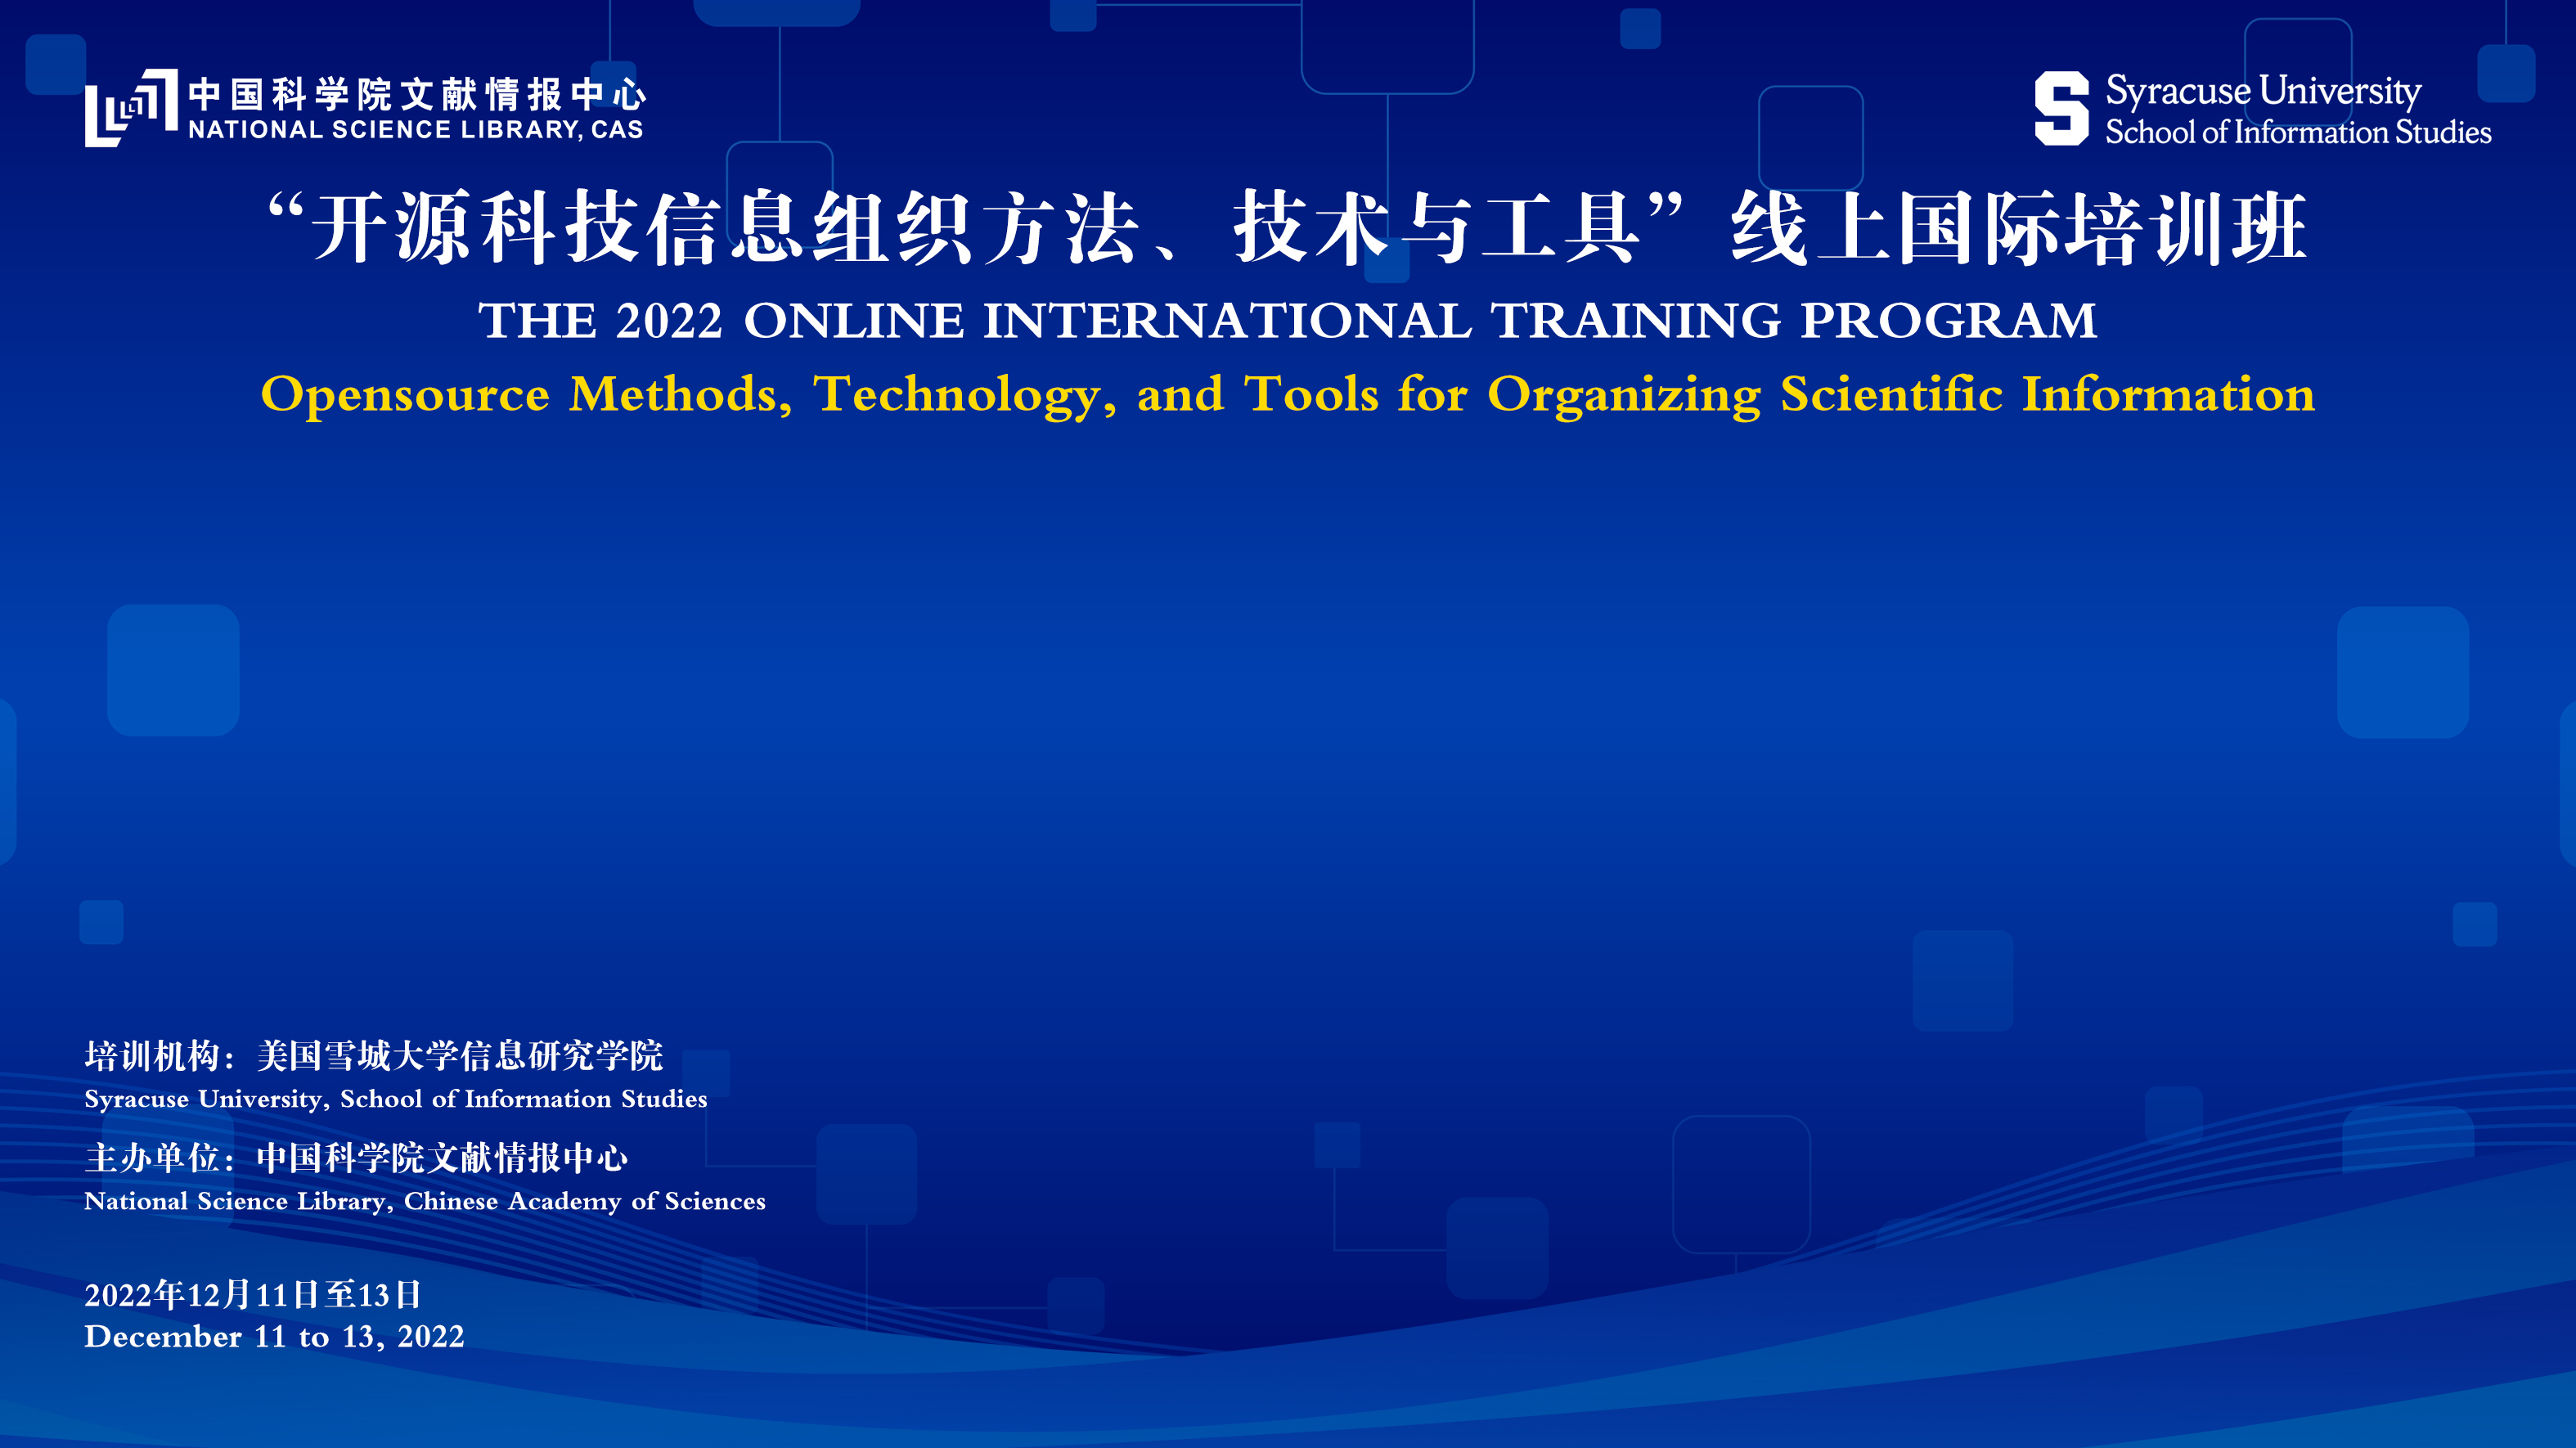 中国科学院文献情报中心
NATIONAL SCIENCE LIBRARY, CAS
S Syracuse University
School of Information Studies
“开源科技信息组织方法、技术与工具”线上国际培训班
THE 2022 ONLINE INTERNATIONAL TRAINING PROGRAM
Opensource Methods, Technology, and Tools for Organizing Scientific Information
培训机构：美国雪城大学信息研究学院
Syracuse University, School of Information Studies
主办单位：中国科学院文献情报中心
National Science Library, Chinese Academy of Sciences
2022年12月11日至13日
December 11 to 13, 2022